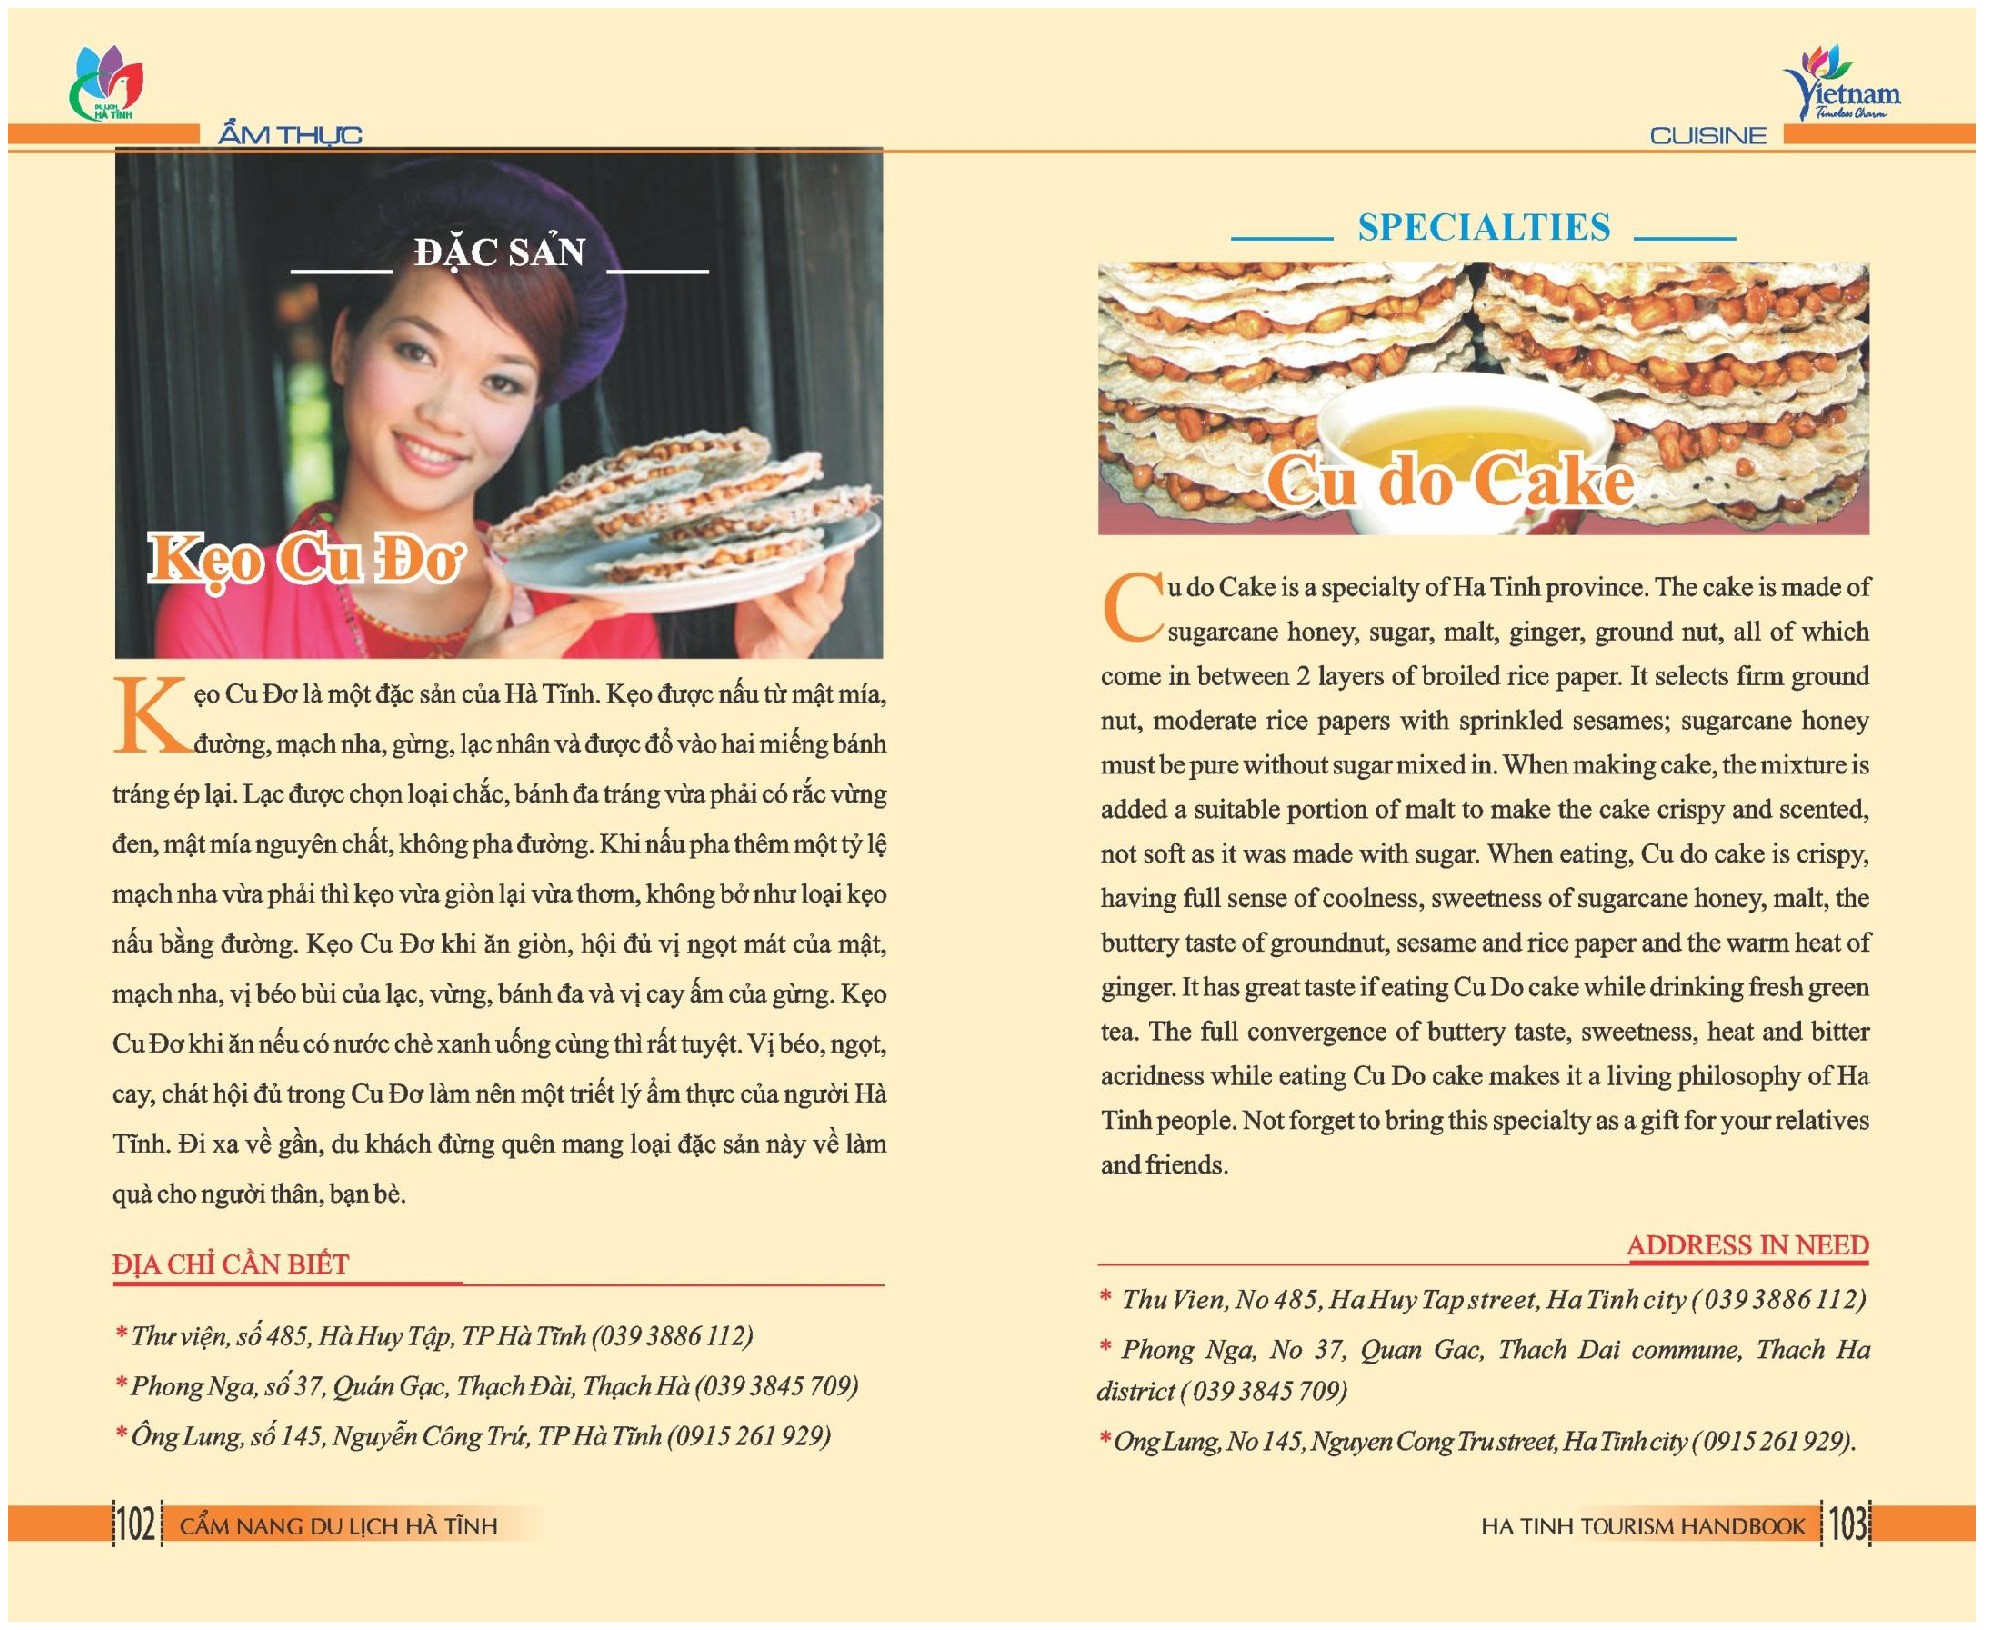 DU LỊCH
HÀ TĨNH
ẨM THỰC
ĐẶC SẢN
Kẹo Cu Đơ
Kẹo Cu Đơ là một đặc sản của Hà Tĩnh. Kẹo được nấu từ mật mía,
đường, mạch nha, gừng, lạc nhân và được đổ vào hai miếng bánh
tráng ép lại. Lạc được chọn loại chắc, bánh đa tráng vừa phải có rắc vừng
đen, mật mía nguyên chất, không pha đường. Khi nấu pha thêm một tỷ lệ
mạch nha vừa phải thì kẹo vừa giòn lại vừa thơm, không bở như loại kẹo
nấu bằng đường. Kẹo Cu Đơ khi ăn giòn, hội đủ vị ngọt mát của mật,
mạch nha, vị béo bùi của lạc, vừng, bánh đa và vị cay ấm của gừng. Kẹo
Cu Đơ khi ăn nếu có nước chè xanh uống cùng thì rất tuyệt. Vị béo, ngọt,
cay, chát hội đủ trong Cu Đơ làm nên một triết lý ẩm thực của người Hà
Tĩnh. Đi xa về gần, du khách đừng quên mang loại đặc sản này về làm
quà cho người thân, bạn bè.
ĐỊA CHỈ CẦN BIẾT
* Thư viện, số 485, Hà Huy Tập, TP Hà Tĩnh (039 3886 112)
* Phong Nga, số 37, Quán Gạc, Thạch Đài, Thạch Hà (039 3845 709)
* Ông Lung, số 145, Nguyễn Công Trứ, TP Hà Tĩnh (0915 261 929)
102 CẨM NANG DU LỊCH HÀ TĨNH
Vietnam
Timeless Charm
CUISINE
SPECIALTIES
Cu do Cake
Cu do Cake is a specialty of Ha Tinh province. The cake is made of
sugarcane honey, sugar, malt, ginger, ground nut, all of which
come in between 2 layers of broiled rice paper. It selects firm ground
nut, moderate rice papers with sprinkled sesames; sugarcane honey
must be pure without sugar mixed in. When making cake, the mixture is
added a suitable portion of malt to make the cake crispy and scented,
not soft as it was made with sugar. When eating, Cu do cake is crispy,
having full sense of coolness, sweetness of sugarcane honey, malt, the
buttery taste of groundnut, sesame and rice paper and the warm heat of
ginger. It has great taste if eating Cu Do cake while drinking fresh green
tea. The full convergence of buttery taste, sweetness, heat and bitter
acridness while eating Cu Do cake makes it a living philosophy of Ha
Tinh people. Not forget to bring this specialty as a gift for your relatives
and friends.
ADDRESS IN NEED
* Thu Vien, No 485, Ha Huy Tap street, Ha Tinh city ( 039 3886 112)
* Phong Nga, No 37, Quan Gac, Thach Dai commune, Thach Ha
district ( 039 3845 709)
* Ong Lung, No 145, Nguyen Cong Tru street, Ha Tinh city ( 0915 261 929).
HA TINH TOURISM HANDBOOK 103